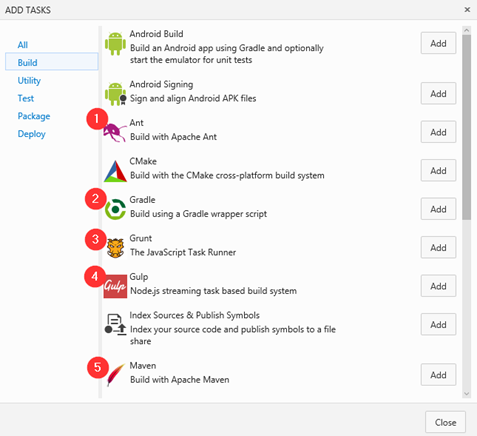 ADD TASKS ×
All
Build
Utility
Test
Package
Deploy
Android Build
Build an Android app using Gradle and optionally
start the emulator for unit tests
Add
Android Signing
Sign and align Android APK files
Add
1
Ant
Build with Apache Ant
Add
CMake
Build with the CMake cross-platform build system
Add
2
Gradle
Build using a Gradle wrapper script
Add
3
Grunt
The JavaScript Task Runner
Add
4
Gulp
Gulp
Node.js streaming task based build system
Add
Index Sources & Publish Symbols
Index your source code and publish symbols to a file
share
Add
5
Maven
Build with Apache Maven
Add
Close